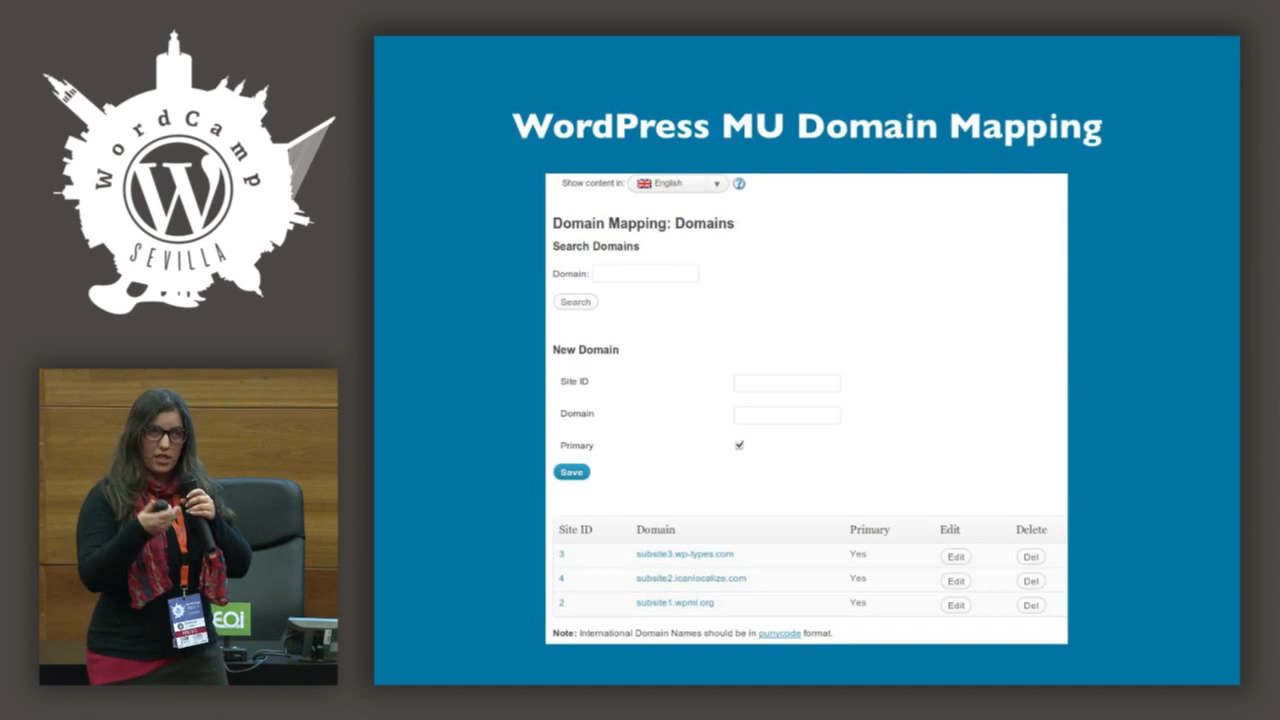 WordCamp
SEVILLA
WordPress MU Domain Mapping
Show content in: English
Domain Mapping: Domains
Search Domains
Domain:
Search
New Domain
Site ID
Domain
Primary
Save
Site ID Domain Primary Edit Delete
3 subsite3.wp-types.com Yes Edit Del
4 subsite2.icanlocalize.com Yes Edit Del
2 subsite1.wpml.org Yes Edit Del
Note: International Domain Names should be in punycode format.
EOI